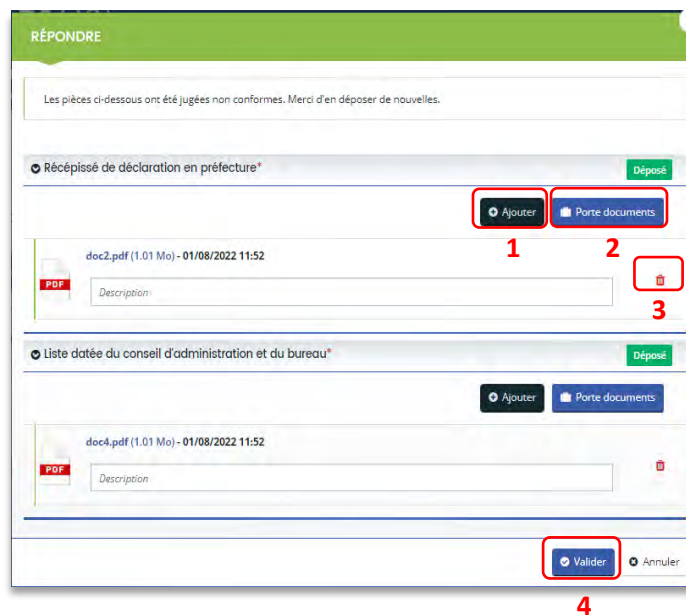 RÉPONDRE
Les pièces ci-dessous ont été jugées non conformes. Merci d'en déposer de nouvelles.
Récépissé de déclaration en préfecture*
Déposé
Ajouter
Porte documents
1
2
doc2.pdf (1.01 Mo) - 01/08/2022 11:52
PDF
Description
3
Liste datée du conseil d'administration et du bureau*
Déposé
Ajouter
Porte documents
doc4.pdf (1.01 Mo) - 01/08/2022 11:52
PDF
Description
Valider
Annuler
4